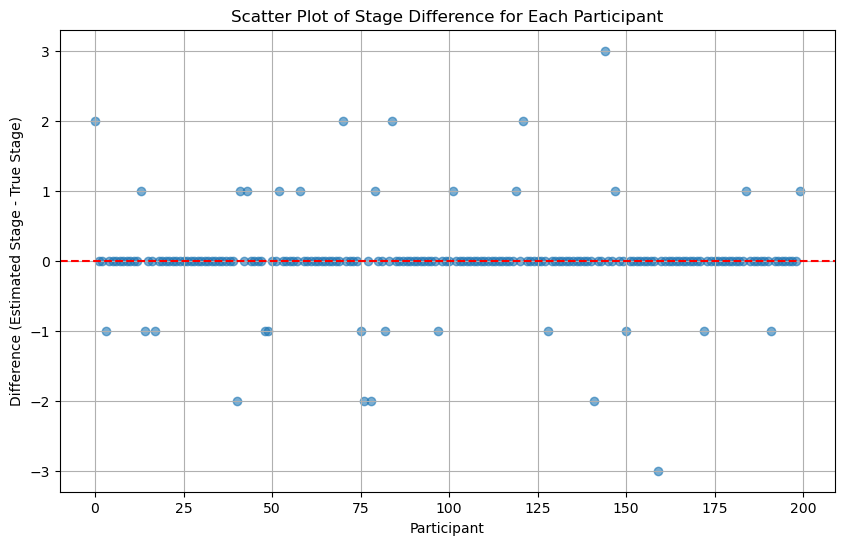 Scatter Plot of Stage Difference for Each Participant
Difference (Estimated Stage - True Stage)
3
2
1
0
−1
−2
−3
0 25 50 75 100 125 150 175 200
Participant